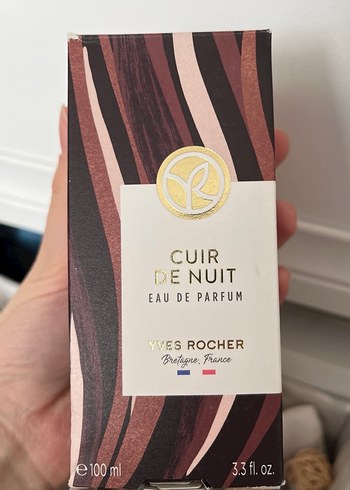 CUIR
DE NUIT
EAU DE PARFUM
YVES ROCHER
Bretagne, France
℮100 ml 3.3 fl. oz.